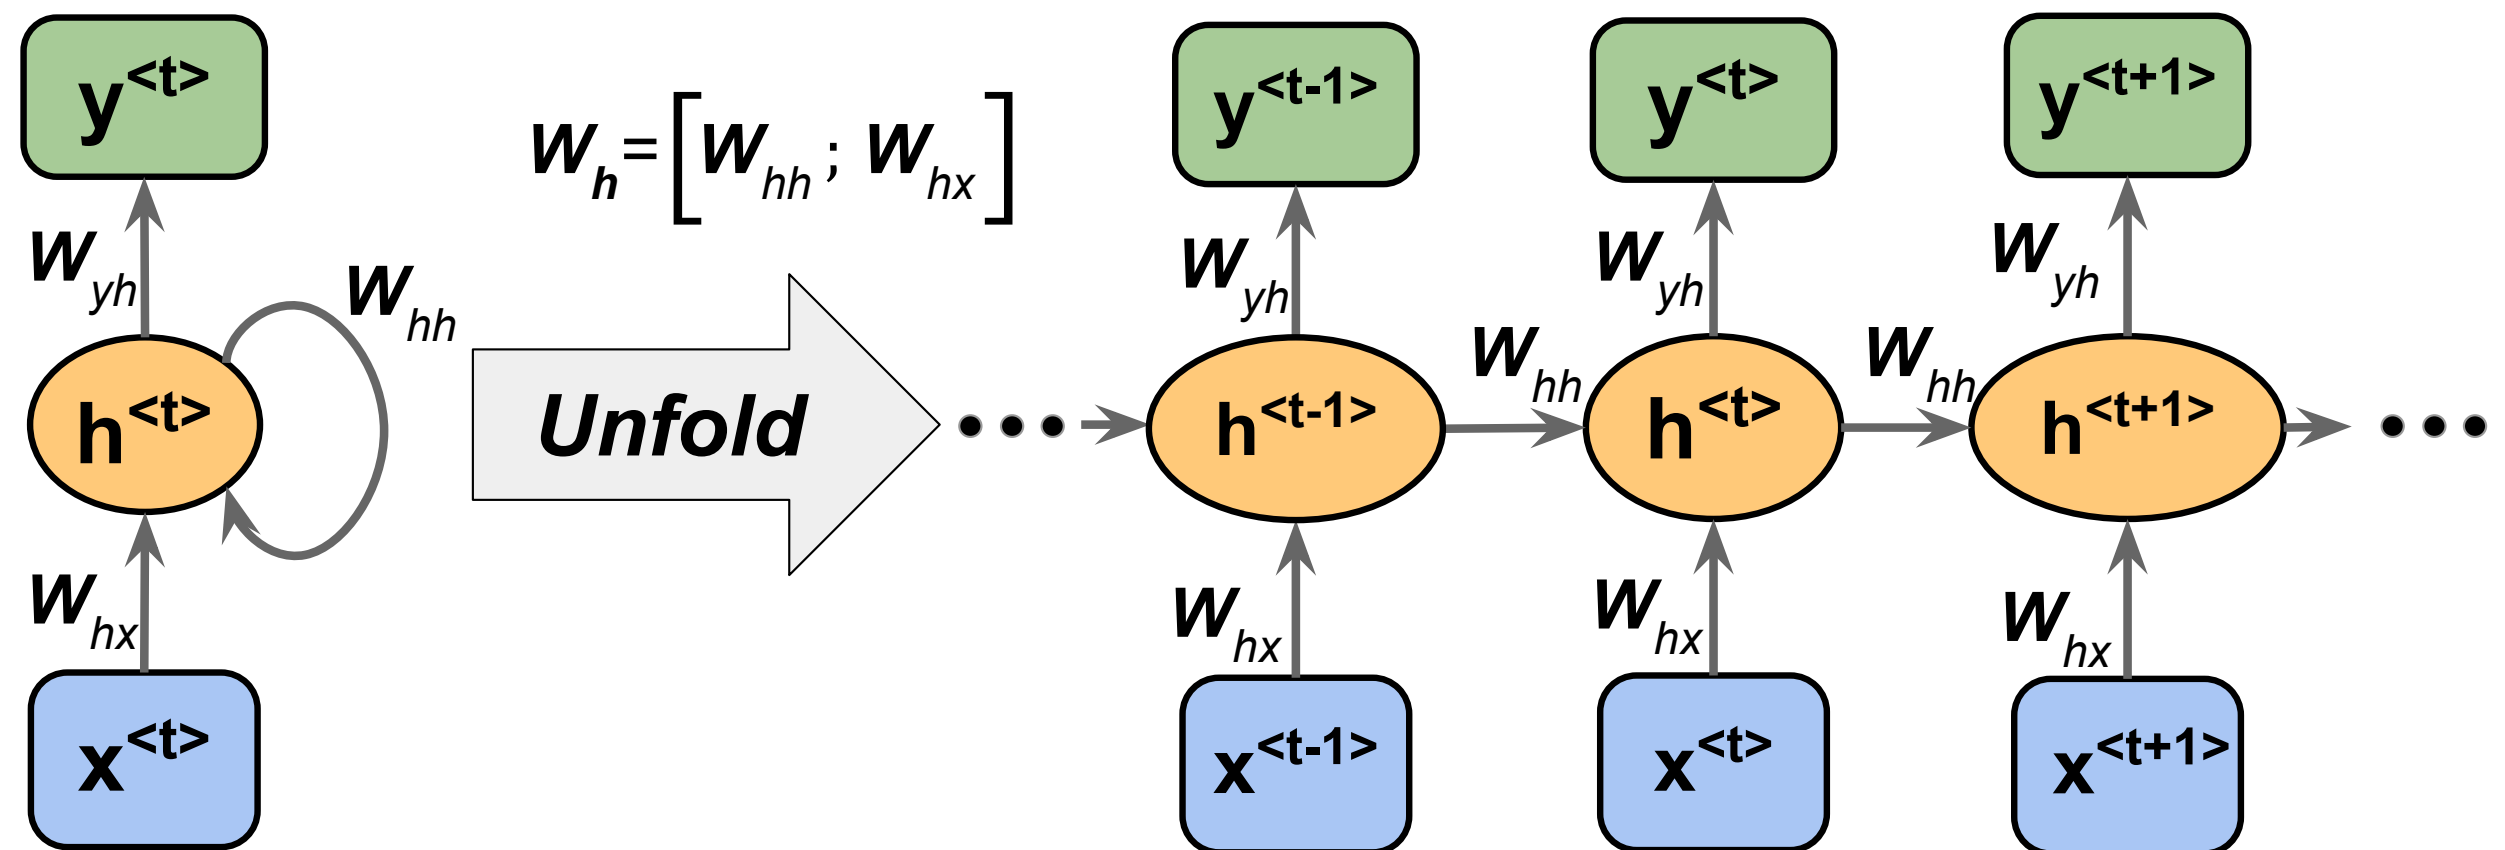 y<t>
W_h=[W_hh ; W_hx]
y<t-1>
y<t>
y<t+1>
W_yh
W_hh
W_yh
W_yh
W_yh
h<t>
Unfold
h<t-1>
W_hh
h<t>
W_hh
h<t+1>
W_hx
W_hx
W_hx
W_hx
x<t>
x<t-1>
x<t>
x<t+1>